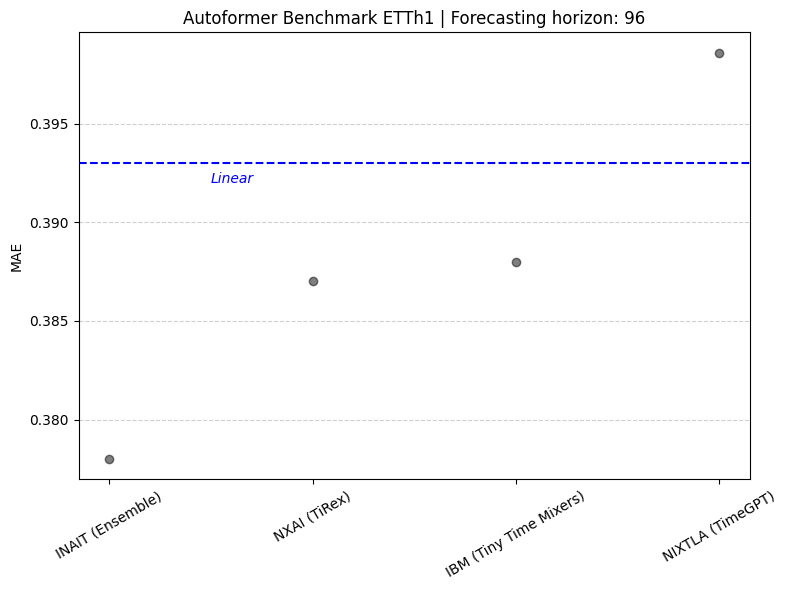 Autoformer Benchmark ETTh1 | Forecasting horizon: 96
MAE
0.395
0.390
0.385
0.380
Linear
INAIT (Ensemble)
NXAI (TiRex)
IBM (Tiny Time Mixers)
NIXTLA (TimeGPT)